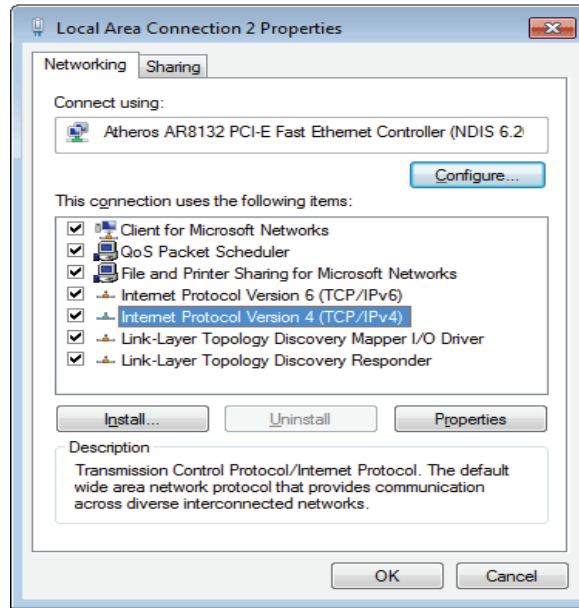 Local Area Connection 2 Properties
Networking
Sharing
Connect using:
Atheros AR8132 PCI-E Fast Ethernet Controller (NDIS 6.2
Configure...
This connection uses the following items:
Client for Microsoft Networks
QoS Packet Scheduler
File and Printer Sharing for Microsoft Networks
Internet Protocol Version 6 (TCP/IPv6)
Internet Protocol Version 4 (TCP/IPv4)
Link-Layer Topology Discovery Mapper I/O Driver
Link-Layer Topology Discovery Responder
Install...
Uninstall
Properties
Description
Transmission Control Protocol/Internet Protocol. The default
wide area network protocol that provides communication
across diverse interconnected networks.
OK
Cancel